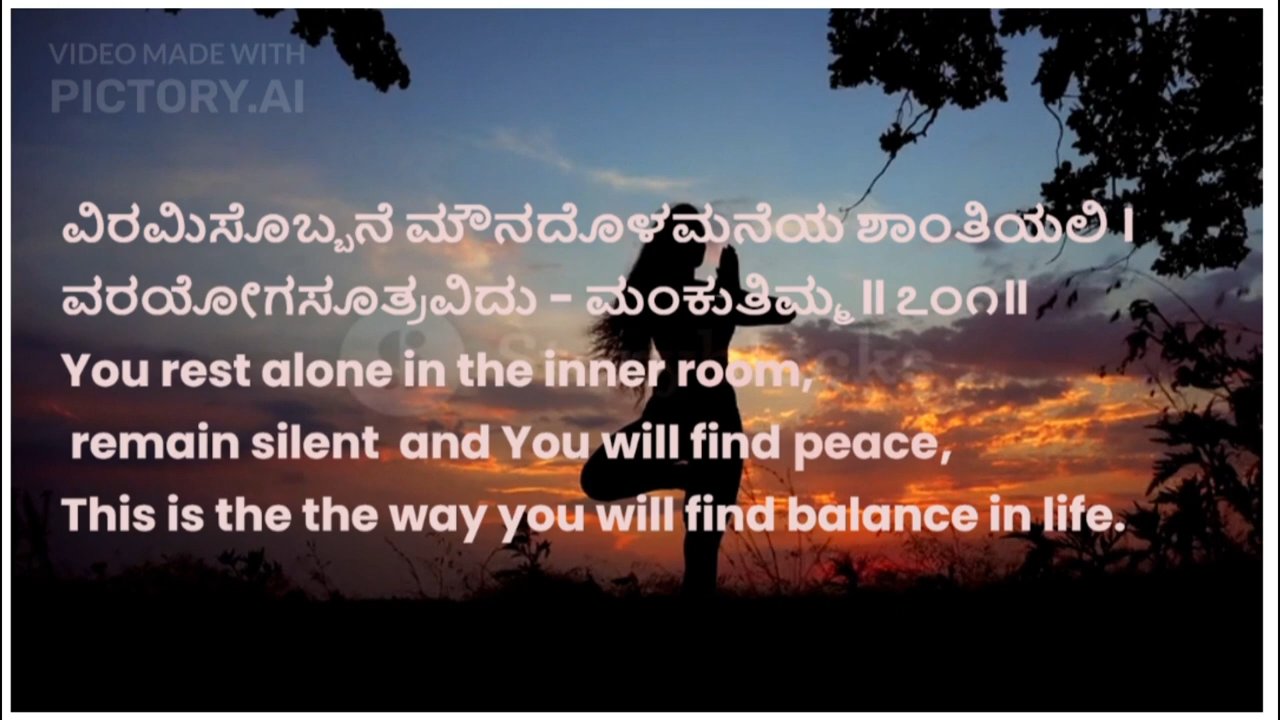 VIDEO MADE WITH
PICTORY.AI
ವಿರಮಿಸೊಬ್ಬನೆ ಮೌನದೊಳಮನೆಯ ಶಾಂತಿಯಲಿ ।
ವರಯೋಗಸೂತ್ರವಿದು – ಮಂಕುತಿಮ್ಮ ॥ ೭೦೧॥
You rest alone in the inner room,
remain silent and You will find peace,
This is the the way you will find balance in life.